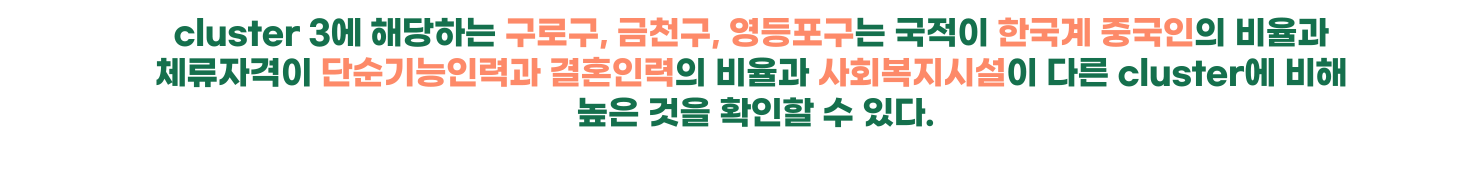 cluster 3에 해당하는 구로구, 금천구, 영등포구는 국적이 한국계 중국인의 비율과
체류자격이 단순기능인력과 결혼인력의 비율과 사회복지시설이 다른 cluster에 비해
높은 것을 확인할 수 있다.